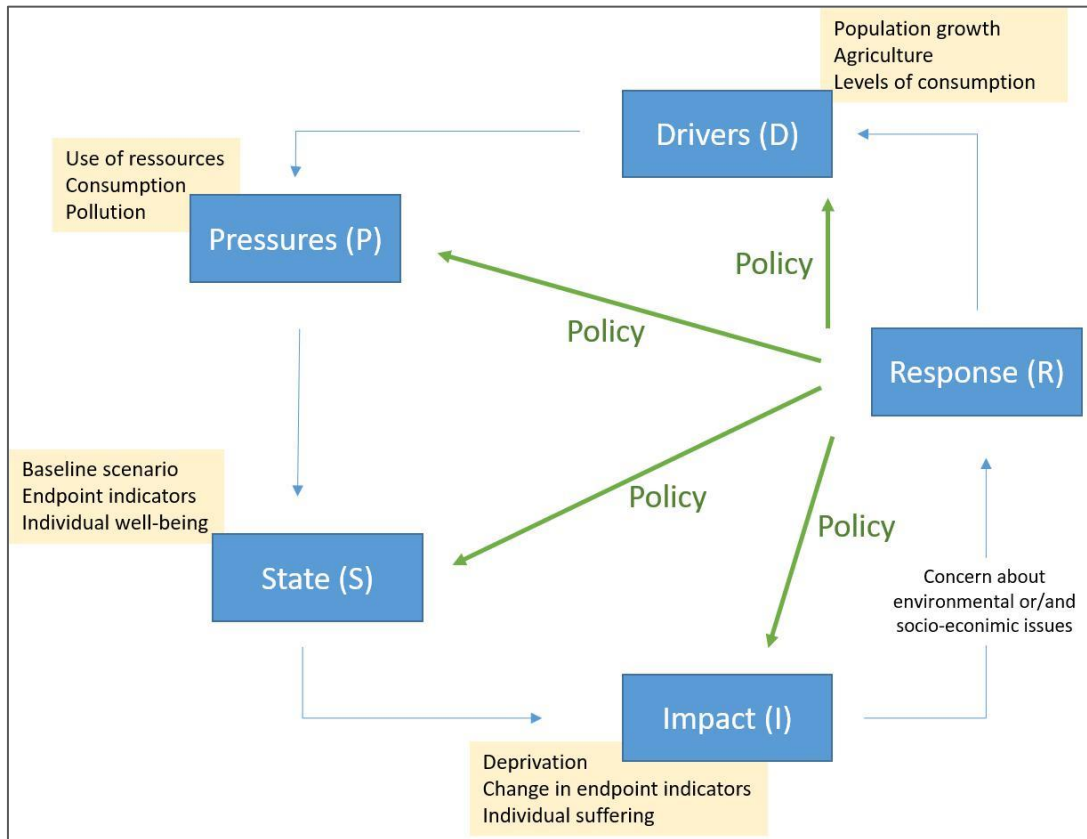 Population growth
Agriculture
Levels of consumption
Drivers (D)
Use of ressources
Consumption
Pollution
Pressures (P)
Policy
Policy
Response (R)
Baseline scenario
Endpoint indicators
Individual well-being
State (S)
Policy
Policy
Concern about
environmental or/and
socio-econimic issues
Impact (I)
Deprivation
Change in endpoint indicators
Individual suffering